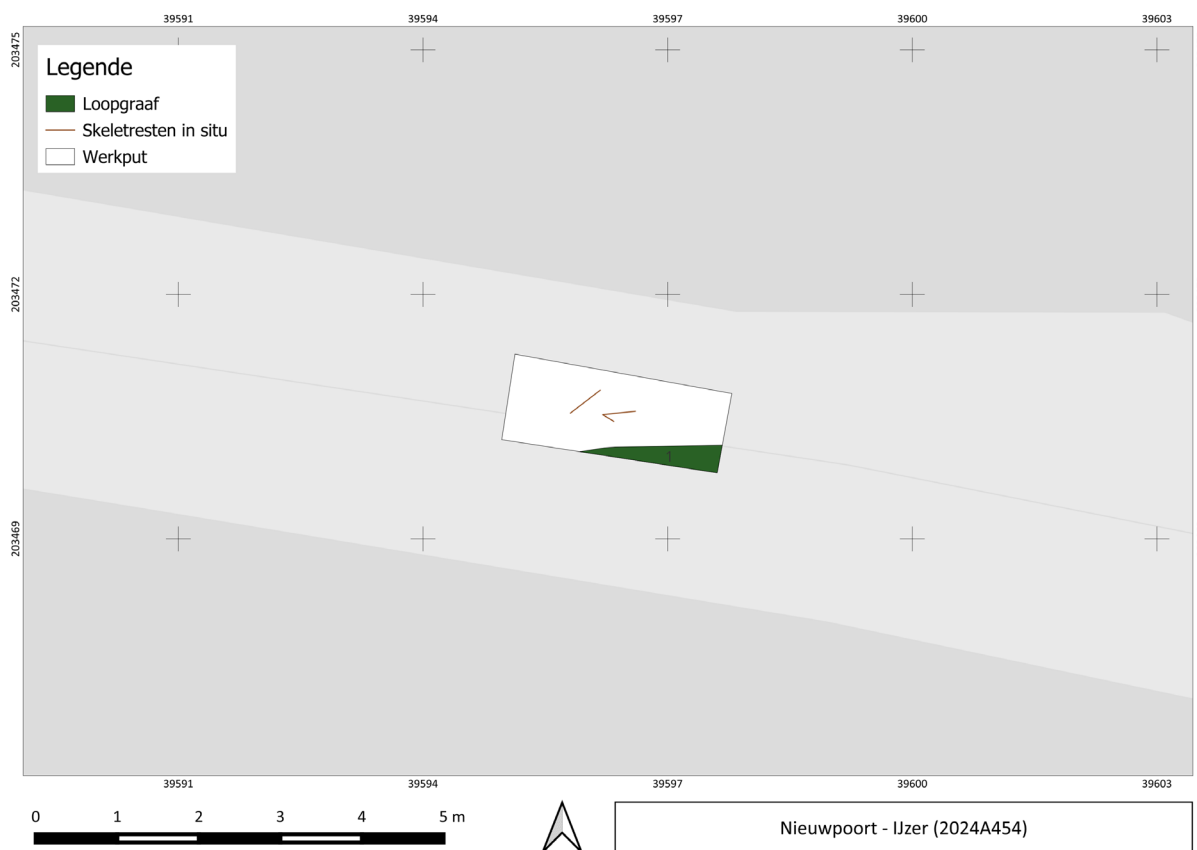 39591 39594 39597 39600 39603
203475
Legende
Loopgraaf
Skeletresten in situ
Werkput
203472
1
203469
39591 39594 39597 39600 39603
0 1 2 3 4 5 m
Nieuwpoort - IJzer (2024A454)